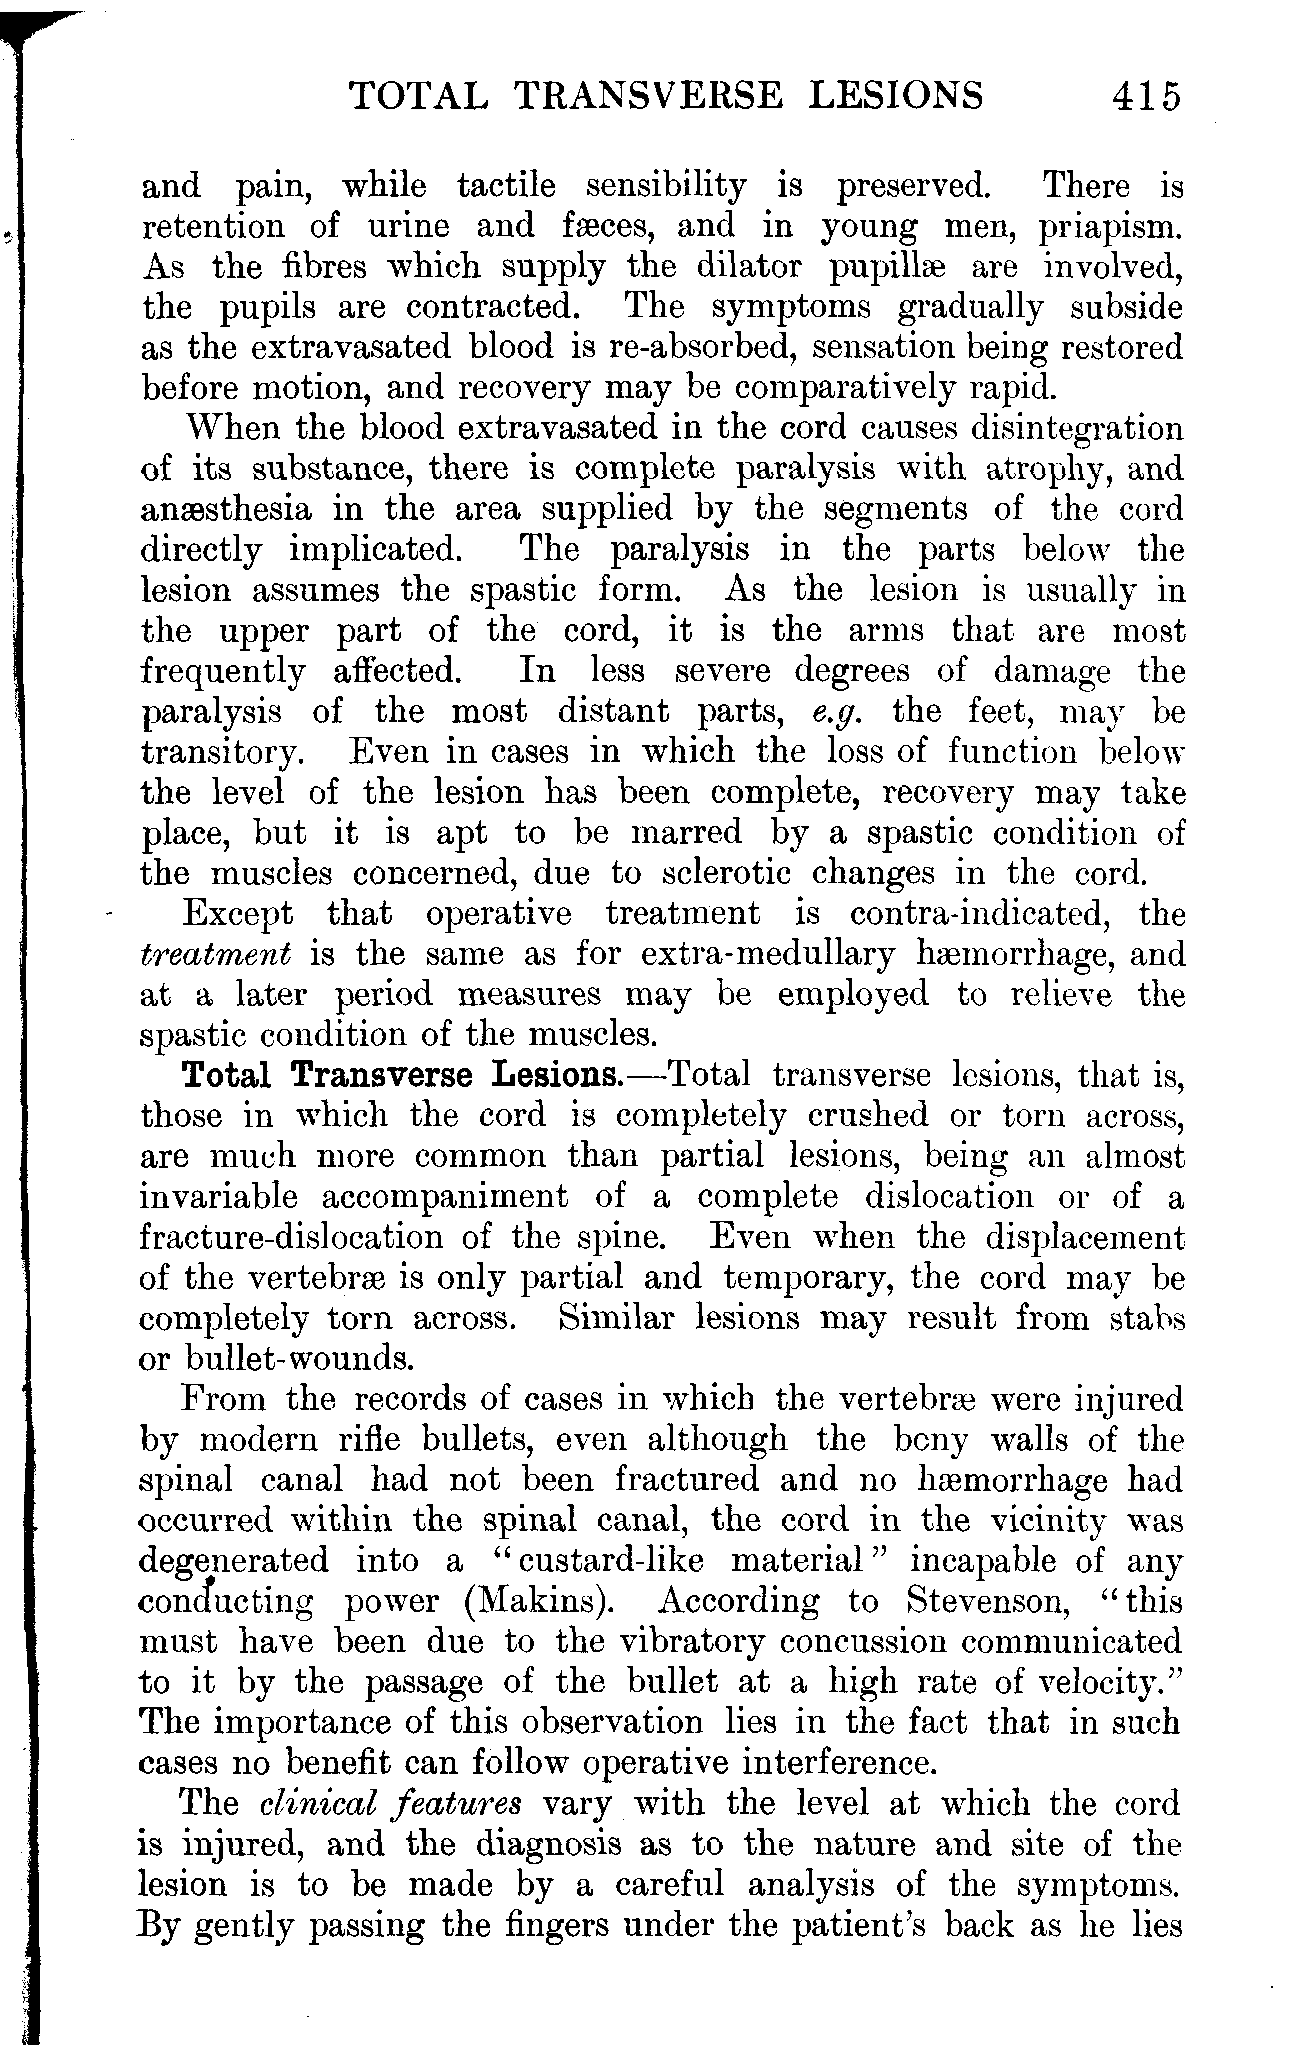 TOTAL TRANSVERSE LESIONS 415
and pain, while tactile sensibility is preserved. There is
retention of urine and fæces, and in young men, priapism.
As the fibres which supply the dilator pupillæ are involved,
the pupils are contracted. The symptoms gradually subside
as the extravasated blood is re-absorbed, sensation being restored
before motion, and recovery may be comparatively rapid.
When the blood extravasated in the cord causes disintegration
of its substance, there is complete paralysis with atrophy, and
anæsthesia in the area supplied by the segments of the cord
directly implicated. The paralysis in the parts below the
lesion assumes the spastic form. As the lesion is usually in
the upper part of the cord, it is the arms that are most
frequently affected. In less severe degrees of damage the
paralysis of the most distant parts, e.g. the feet, may be
transitory. Even in cases in which the loss of function below
the level of the lesion has been complete, recovery may take
place, but it is apt to be marred by a spastic condition of
the muscles concerned, due to sclerotic changes in the cord.
Except that operative treatment is contra-indicated, the
treatment is the same as for extra-medullary hæmorrhage, and
at a later period measures may be employed to relieve the
spastic condition of the muscles.
Total Transverse Lesions.—Total transverse lesions, that is,
those in which the cord is completely crushed or torn across,
are much more common than partial lesions, being an almost
invariable accompaniment of a complete dislocation or of a
fracture-dislocation of the spine. Even when the displacement
of the vertebræ is only partial and temporary, the cord may be
completely torn across. Similar lesions may result from stabs
or bullet-wounds.
From the records of cases in which the vertebræ were injured
by modern rifle bullets, even although the bony walls of the
spinal canal had not been fractured and no hæmorrhage had
occurred within the spinal canal, the cord in the vicinity was
degenerated into a “custard-like material” incapable of any
conducting power (Makins). According to Stevenson, “this
must have been due to the vibratory concussion communicated
to it by the passage of the bullet at a high rate of velocity.”
The importance of this observation lies in the fact that in such
cases no benefit can follow operative interference.
The clinical features vary with the level at which the cord
is injured, and the diagnosis as to the nature and site of the
lesion is to be made by a careful analysis of the symptoms.
By gently passing the fingers under the patient's back as he lies